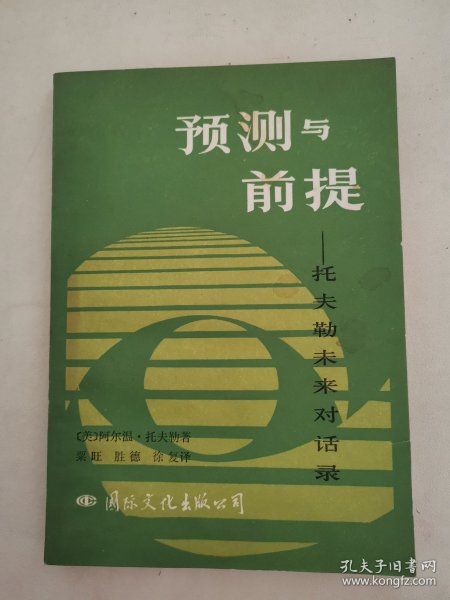 预测与
前提
——托夫勒未来对话录
〔美〕阿尔温·托夫勒著
粟旺 胜德 徐复译
国际文化出版公司
孔夫子旧书网
www.kongfz.com